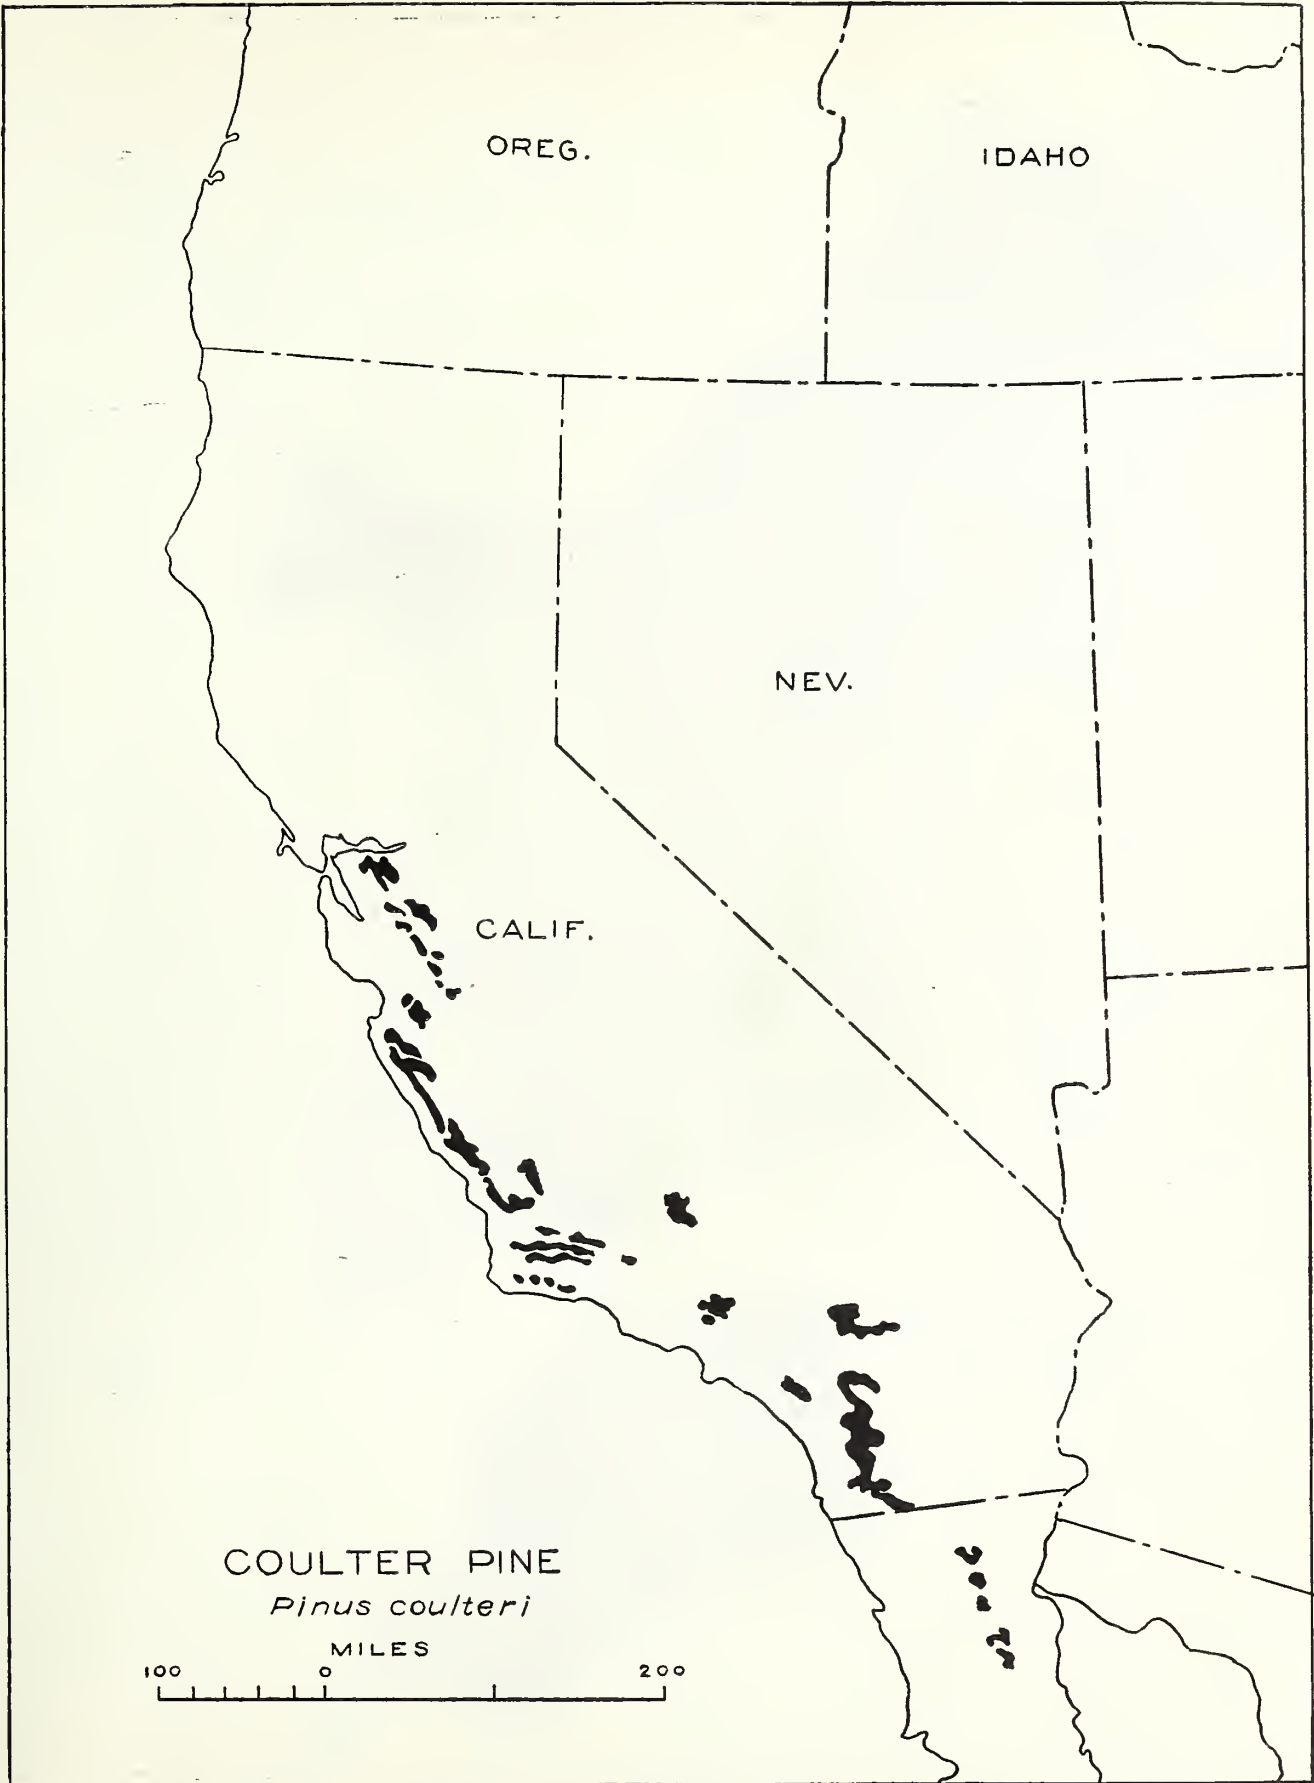 OREG.
IDAHO
NEV.
CALIF.
COULTER PINE
Pinus coulteri
MILES
100 0 200